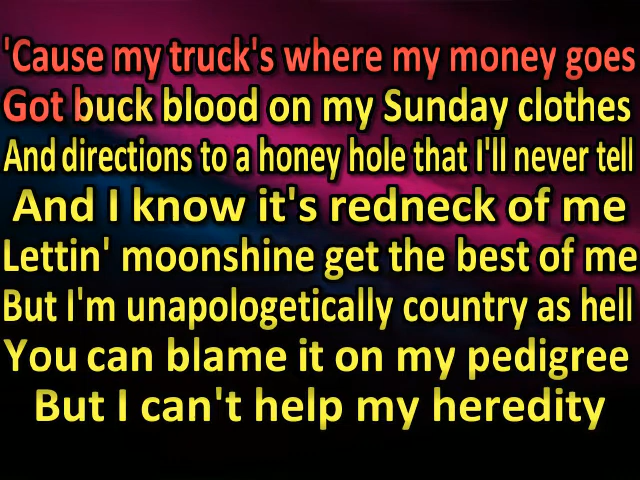 'Cause my truck's where my money goes
Got buck blood on my Sunday clothes
And directions to a honey hole that I'll never tell
And I know it's redneck of me
Lettin' moonshine get the best of me
But I'm unapologetically country as hell
You can blame it on my pedigree
But I can't help my heredity